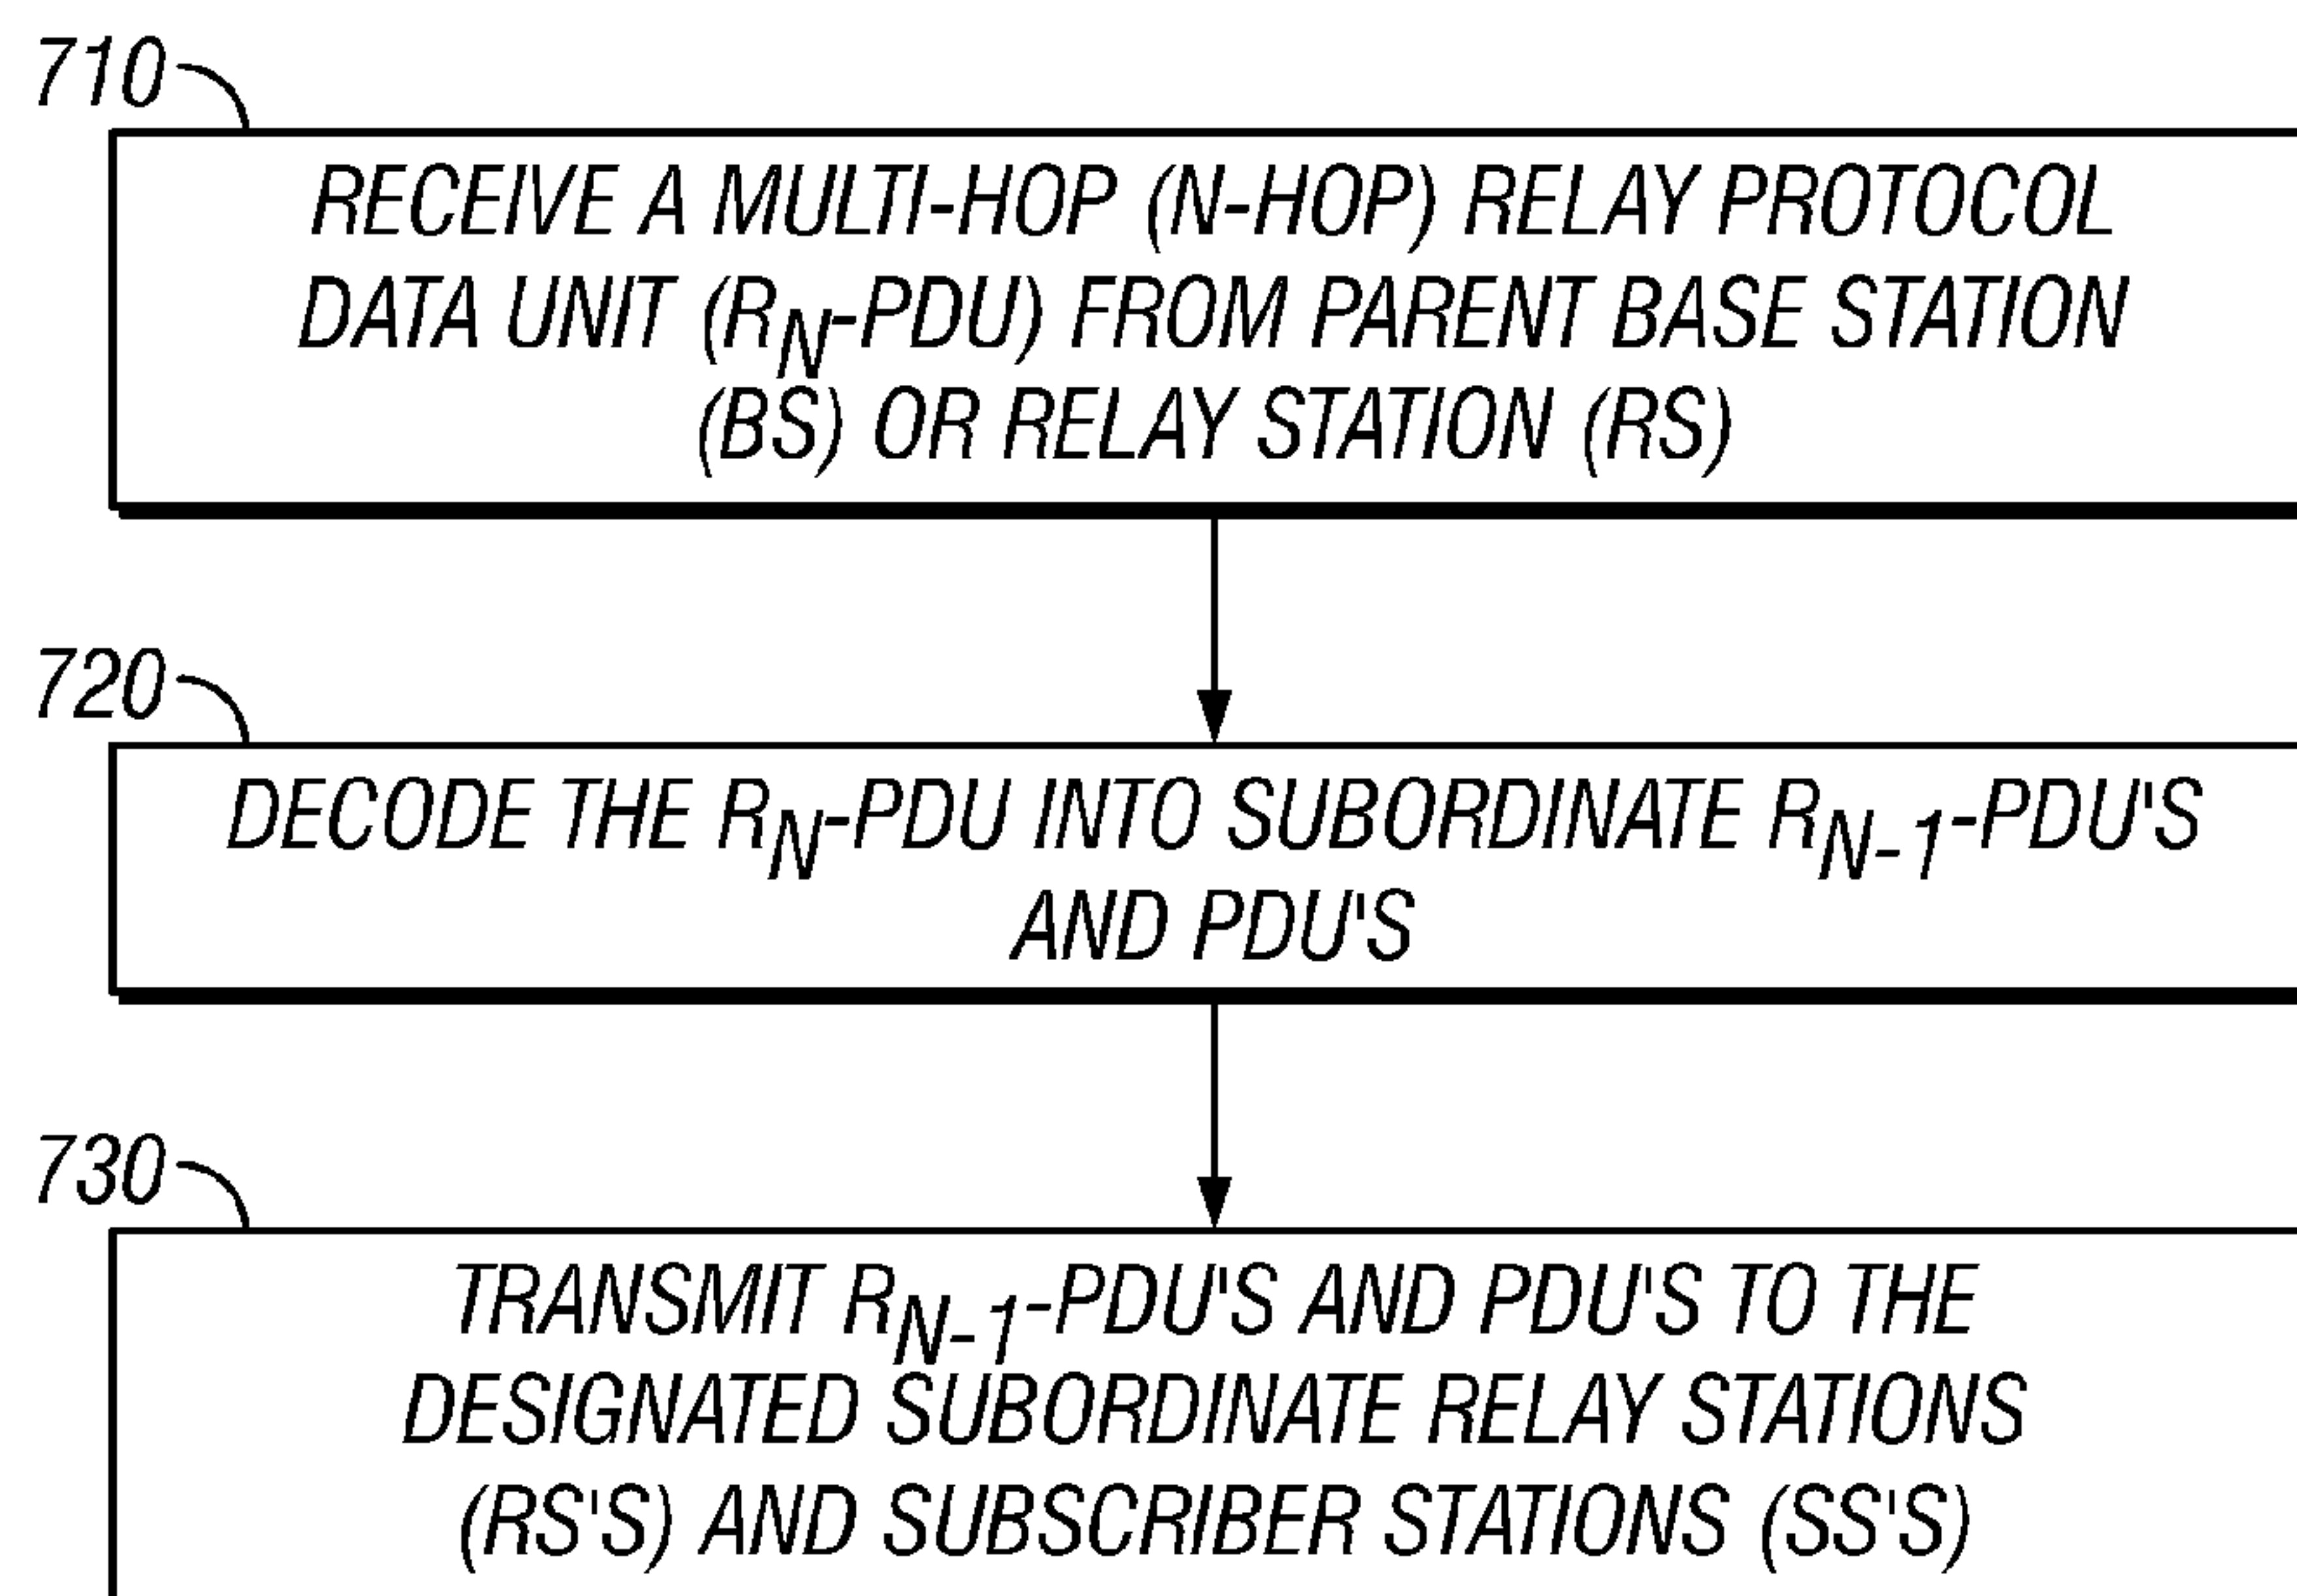 710
RECEIVE A MULTI-HOP (N-HOP) RELAY PROTOCOL
DATA UNIT (RN-PDU) FROM PARENT BASE STATION
(BS) OR RELAY STATION (RS)
720
DECODE THE RN-PDU INTO SUBORDINATE RN-1-PDU'S
AND PDU'S
730
TRANSMIT RN-1-PDU'S AND PDU'S TO THE
DESIGNATED SUBORDINATE RELAY STATIONS
(RS'S) AND SUBSCRIBER STATIONS (SS'S)